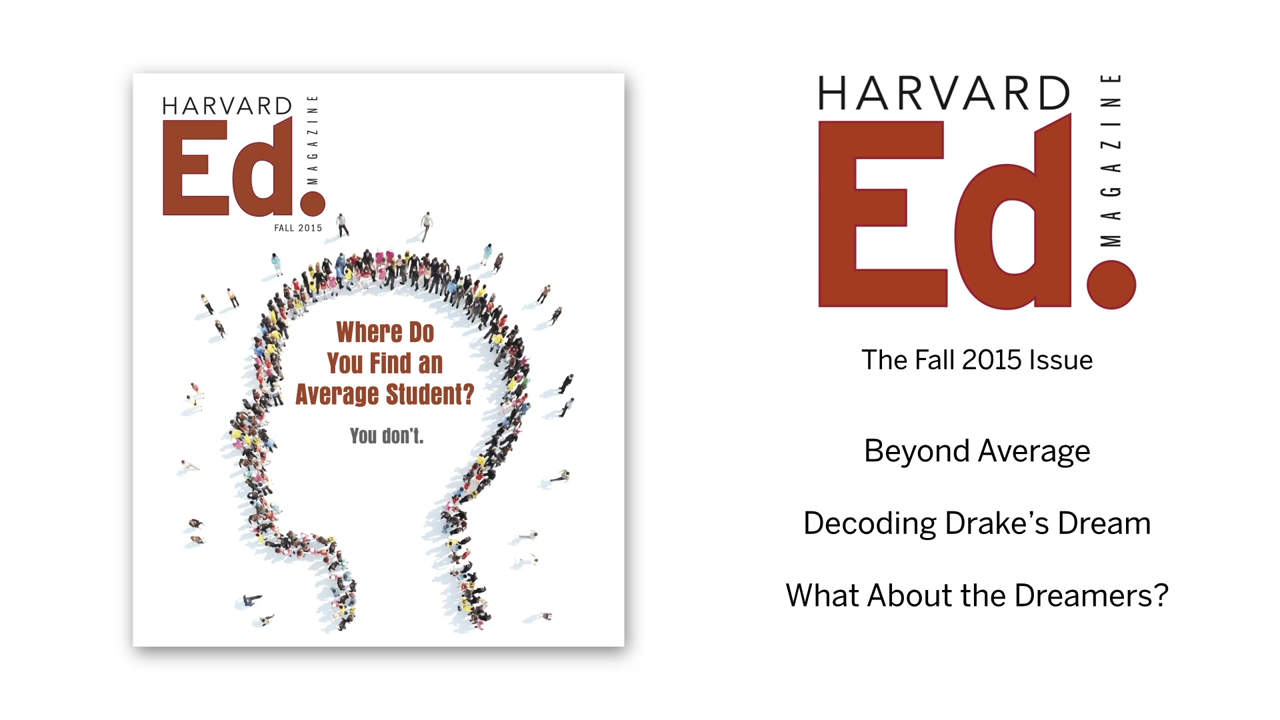 HARVARD
Ed.
MAGAZINE
FALL 2015
Where Do
You Find an
Average Student?
You don't.
HARVARD
Ed.
MAGAZINE
The Fall 2015 Issue
Beyond Average
Decoding Drake's Dream
What About the Dreamers?